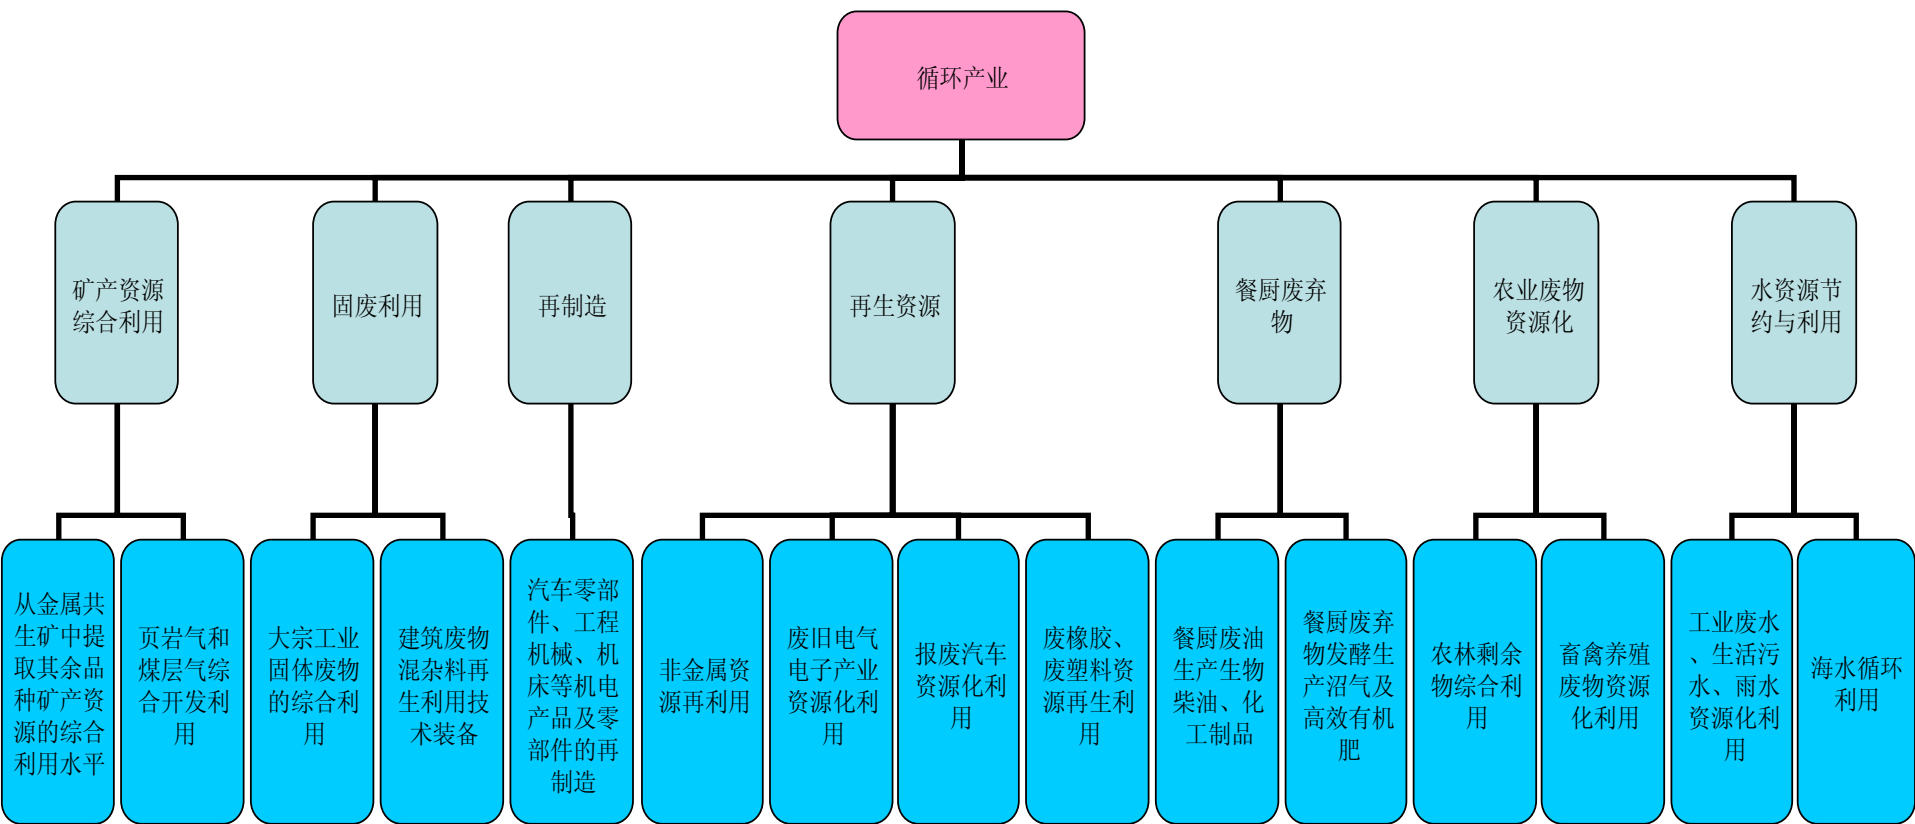 循环产业
矿产资源
综合利用
固废利用
再制造
再生资源
餐厨废弃
物
农业废物
资源化
水资源节
约与利用
从金属共
生矿中提
取其余品
种矿产资
源的综合
利用水平
页岩气和
煤层气综
合开发利
用
大宗工业
固体废物
的综合利
用
建筑废物
混杂料再
生利用技
术装备
汽车零部
件、工程
机械、机
床等机电
产品及零
部件的再
制造
非金属资
源再利用
废旧电气
电子产业
资源化利
用
报废汽车
资源化利
用
废橡胶、
废塑料资
源再生利
用
餐厨废油
生产生物
柴油、化
工制品
餐厨废弃
物发酵生
产沼气及
高效有机
肥
农林剩余
物综合利
用
畜禽养殖
废物资源
化利用
工业废水
、生活污
水、雨水
资源化利
用
海水循环
利用